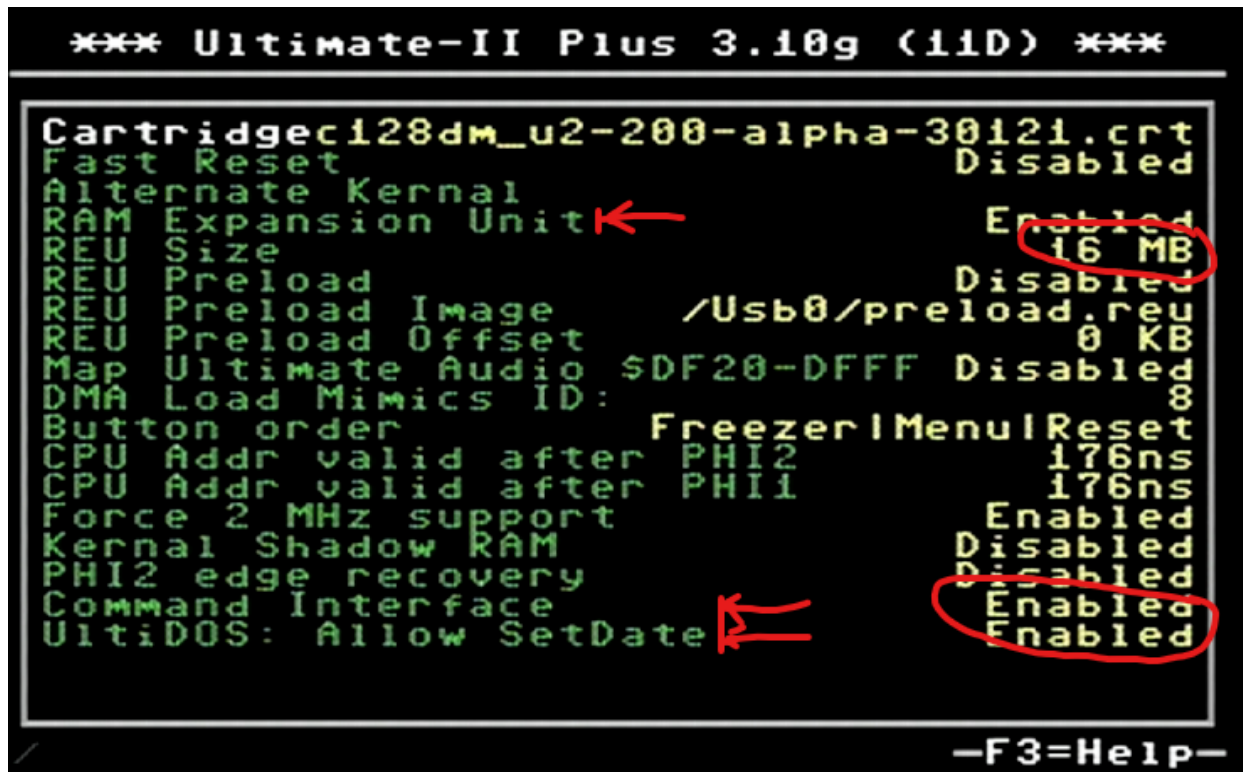 *** Ultimate-II Plus 3.10g (11D) ***
Cartridgec128dm_u2-200-alpha-30121.crt
Fast Reset Disabled
Alternate Kernal
RAM Expansion Unit Enabled
REU Size 16 MB
REU Preload Disabled
REU Preload Image /Usb0/preload.reu
REU Preload Offset 0 KB
Map Ultimate Audio $DF20-DFFF Disabled
DMA Load Mimics ID: 8
Button order Freezer|Menu|Reset
CPU Addr valid after PHI2 176ns
CPU Addr valid after PHI1 176ns
Force 2 MHz support Enabled
Kernal Shadow RAM Disabled
PHI2 edge recovery Disabled
Command Interface Enabled
UltiDOS: Allow SetDate Enabled
-F3=Help-